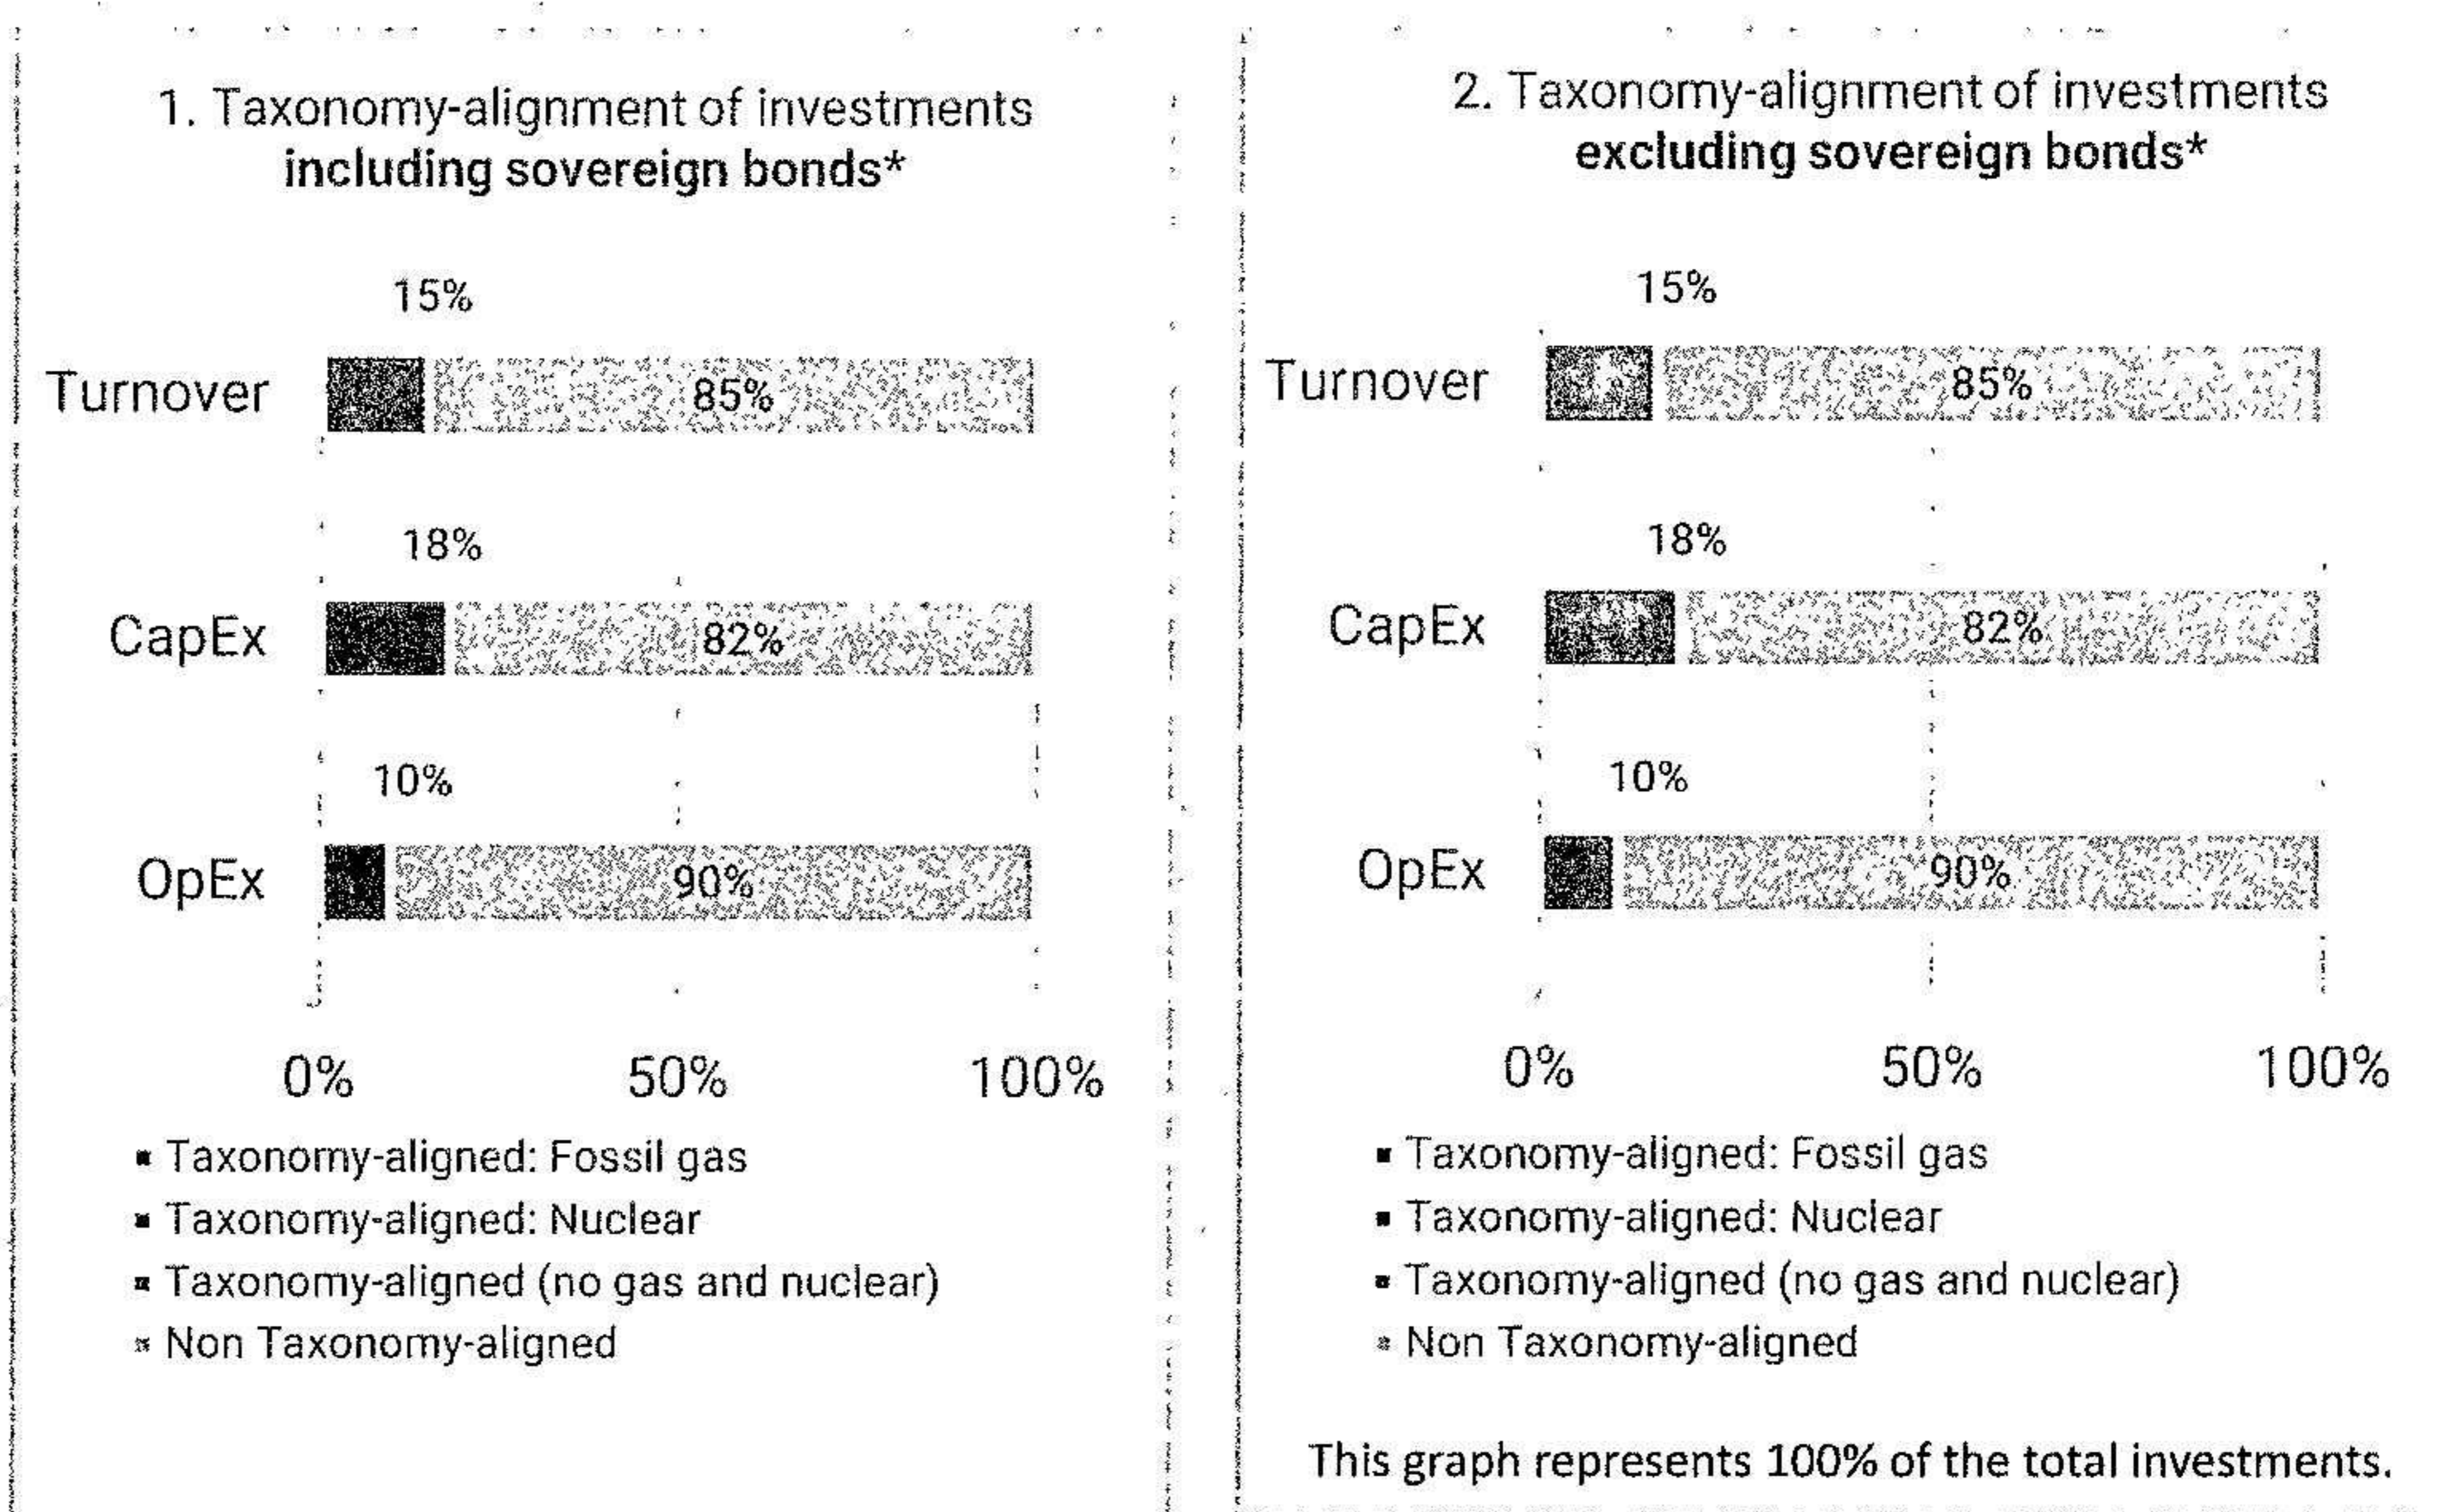 1. Taxonomy-alignment of investments
including sovereign bonds*
15%
Turnover
85%
18%
CapEx
82%
10%
OpEx
90%
0% 50% 100%
Taxonomy-aligned: Fossil gas
Taxonomy-aligned: Nuclear
Taxonomy-aligned (no gas and nuclear)
Non Taxonomy-aligned
2. Taxonomy-alignment of investments
excluding sovereign bonds*
15%
Turnover
85%
18%
CapEx
82%
10%
OpEx
90%
0% 50% 100%
Taxonomy-aligned: Fossil gas
Taxonomy-aligned: Nuclear
Taxonomy-aligned (no gas and nuclear)
Non Taxonomy-aligned
This graph represents 100% of the total investments.